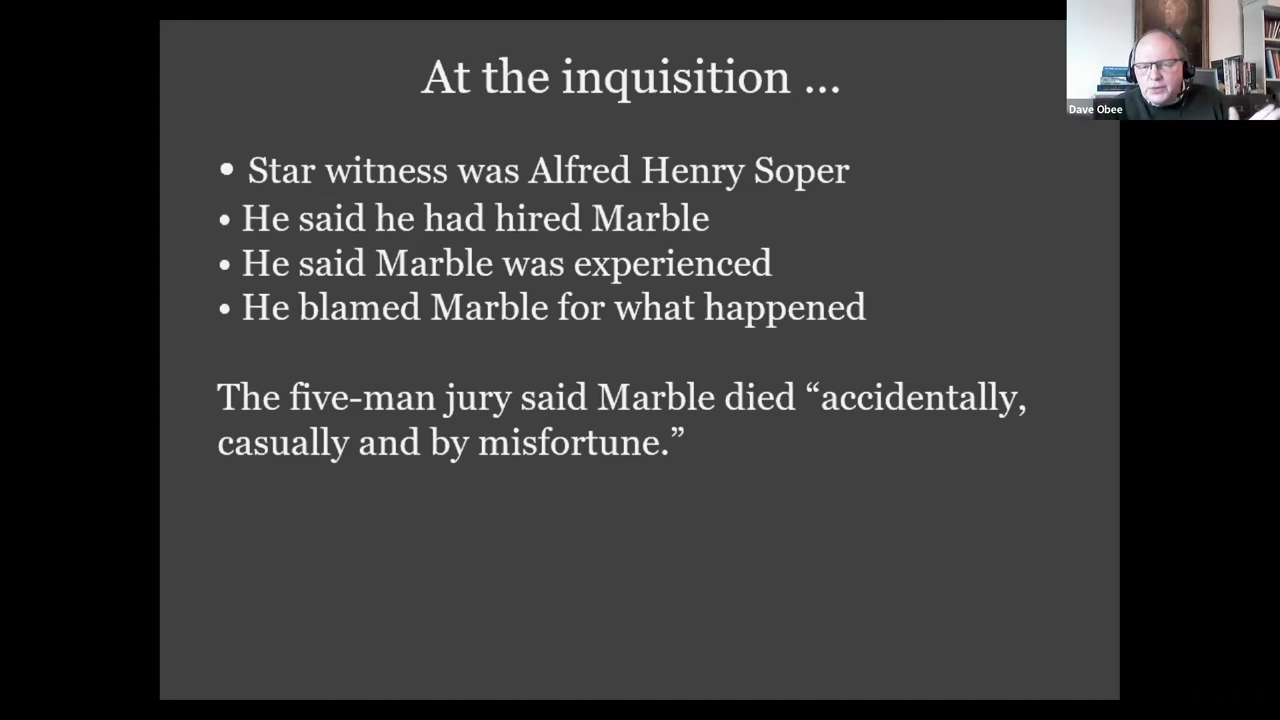 At the inquisition ...
Dave Obee
• Star witness was Alfred Henry Soper
• He said he had hired Marble
• He said Marble was experienced
• He blamed Marble for what happened
The five-man jury said Marble died “accidentally,
casually and by misfortune.”